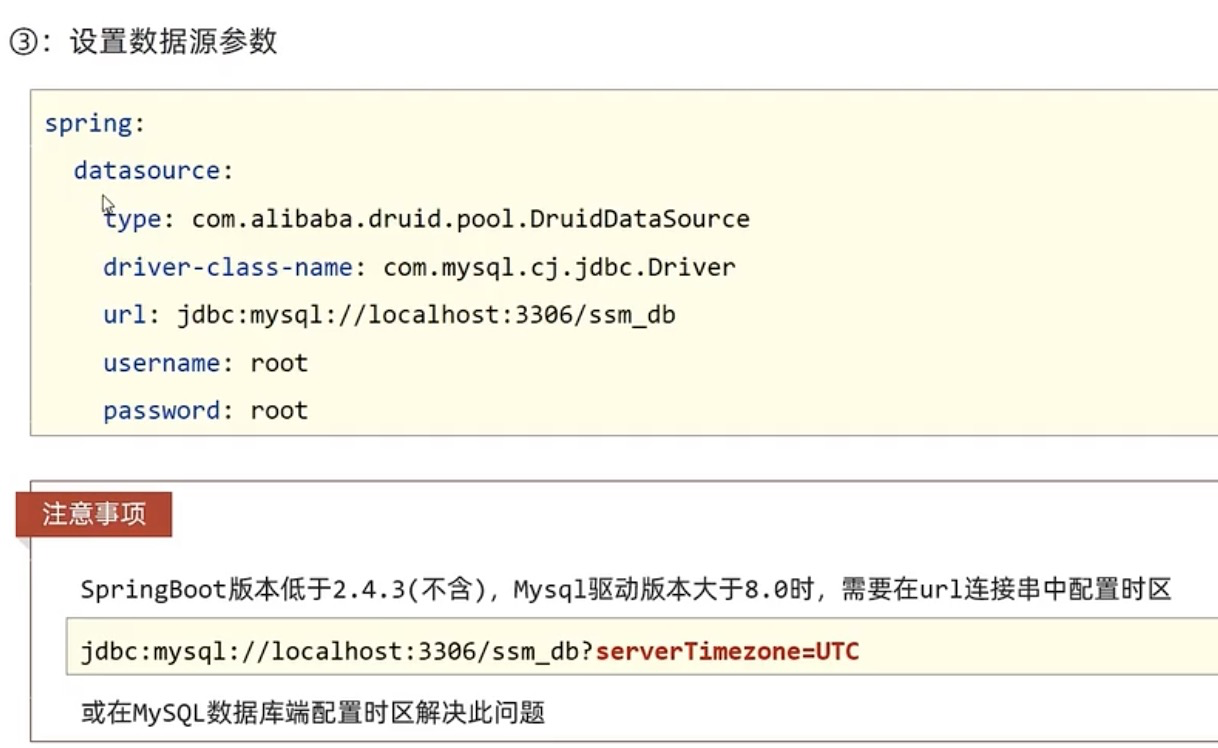 ③：设置数据源参数
spring:
datasource:
type: com.alibaba.druid.pool.DruidDataSource
driver-class-name: com.mysql.cj.jdbc.Driver
url: jdbc:mysql://localhost:3306/ssm_db
username: root
password: root
注意事项
SpringBoot版本低于2.4.3(不含)，Mysql驱动版本大于8.0时，需要在url连接串中配置时区
jdbc:mysql://localhost:3306/ssm_db?serverTimezone=UTC
或在MySQL数据库端配置时区解决此问题